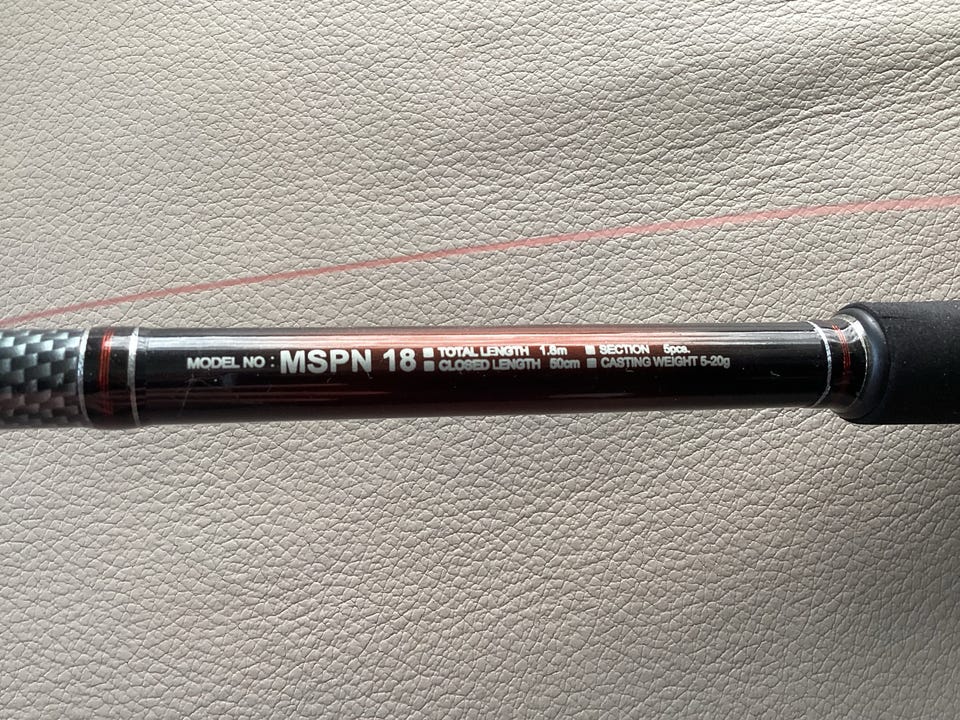 MODEL NO : MSPN 18
■ TOTAL LENGTH 1.8m ■ SECTION 5pcs.
■ CLOSED LENGTH 50cm ■ CASTING WEIGHT 5-20g